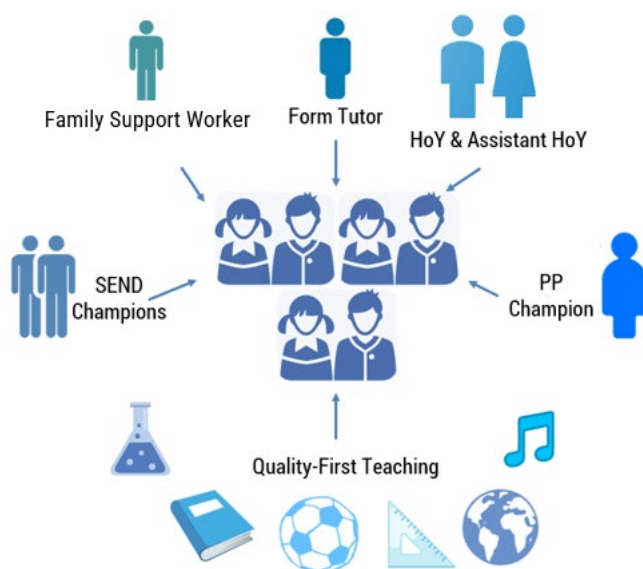 Family Support Worker
Form Tutor
HoY & Assistant HoY
SEND
Champions
PP
Champion
Quality-First Teaching